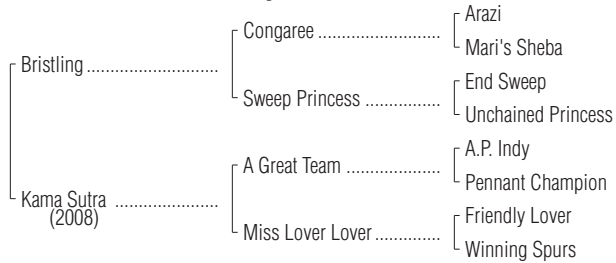 Arazi
Congaree ....................
Mari's Sheba
Bristling .........................
End Sweep
Sweep Princess ..............
Unchained Princess
A.P. Indy
A Great Team .................
Pennant Champion
Kama Sutra ....................
(2008)
Friendly Lover
Miss Lover Lover ..............
Winning Spurs